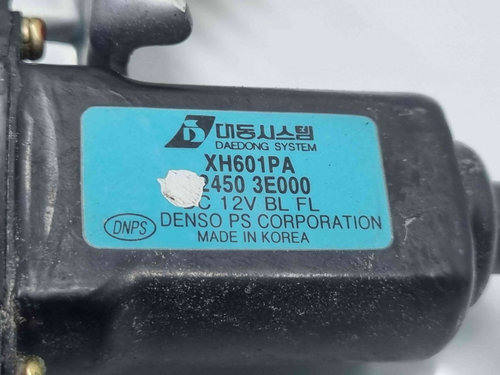 대동시스템
DAEDONG SYSTEM
XH601PA
2450 3E000
DC 12V BL FL
DENSO PS CORPORATION
DNPS
MADE IN KOREA